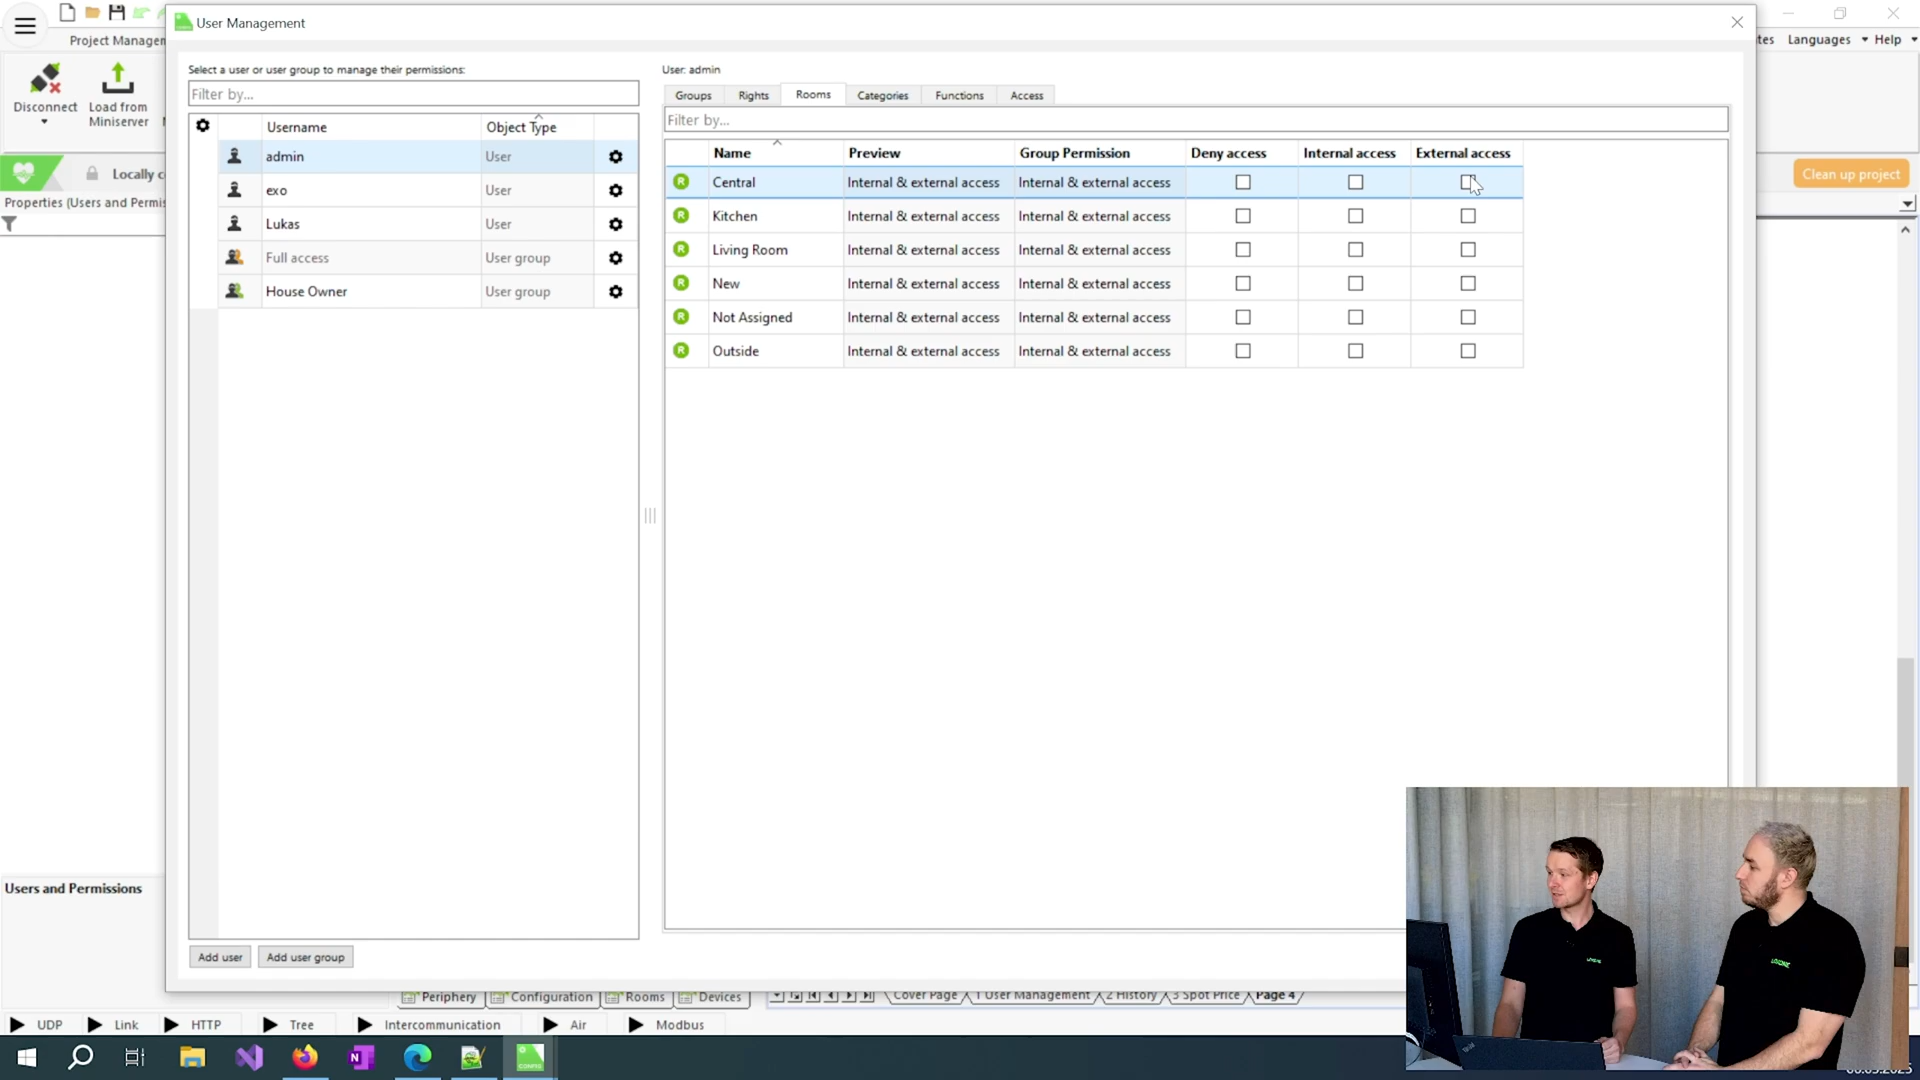 User Management
Project Managem
tes Languages Help
Disconnect
Load from
Miniserver
Locally c
Clean up project
Properties (Users and Permis
Select a user or user group to manage their permissions:
Filter by...
Username Object Type
admin User
exo User
Lukas User
Full access User group
House Owner User group
User: admin
Groups Rights Rooms Categories Functions Access
Filter by...
Name Preview Group Permission Deny access Internal access External access
R Central Internal & external access Internal & external access
R Kitchen Internal & external access Internal & external access
R Living Room Internal & external access Internal & external access
R New Internal & external access Internal & external access
R Not Assigned Internal & external access Internal & external access
R Outside Internal & external access Internal & external access
Users and Permissions
Add user Add user group
Periphery Configuration Rooms Devices Cover Page 1 User Management 2 History 3 Spot Price Page 4
UDP Link HTTP Tree Intercommunication Air Modbus
N
CONFIG
LOXONE
LOXONE